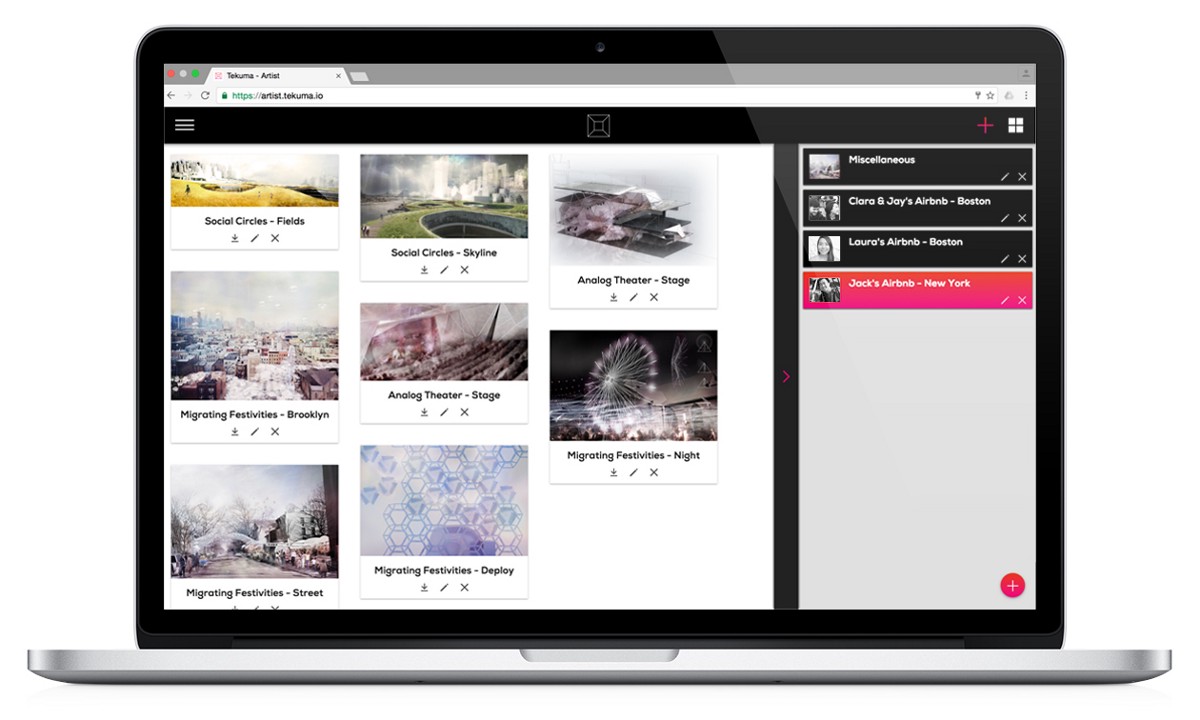 Tekuma - Artist
https://artist.tekuma.io
Social Circles - Fields
Migrating Festivities - Brooklyn
Migrating Festivities - Street
Social Circles - Skyline
Analog Theater - Stage
Migrating Festivities - Deploy
Analog Theater - Stage
Migrating Festivities - Night
Miscellaneous
Clara & Jay's Airbnb - Boston
Laura's Airbnb - Boston
Jack's Airbnb - New York